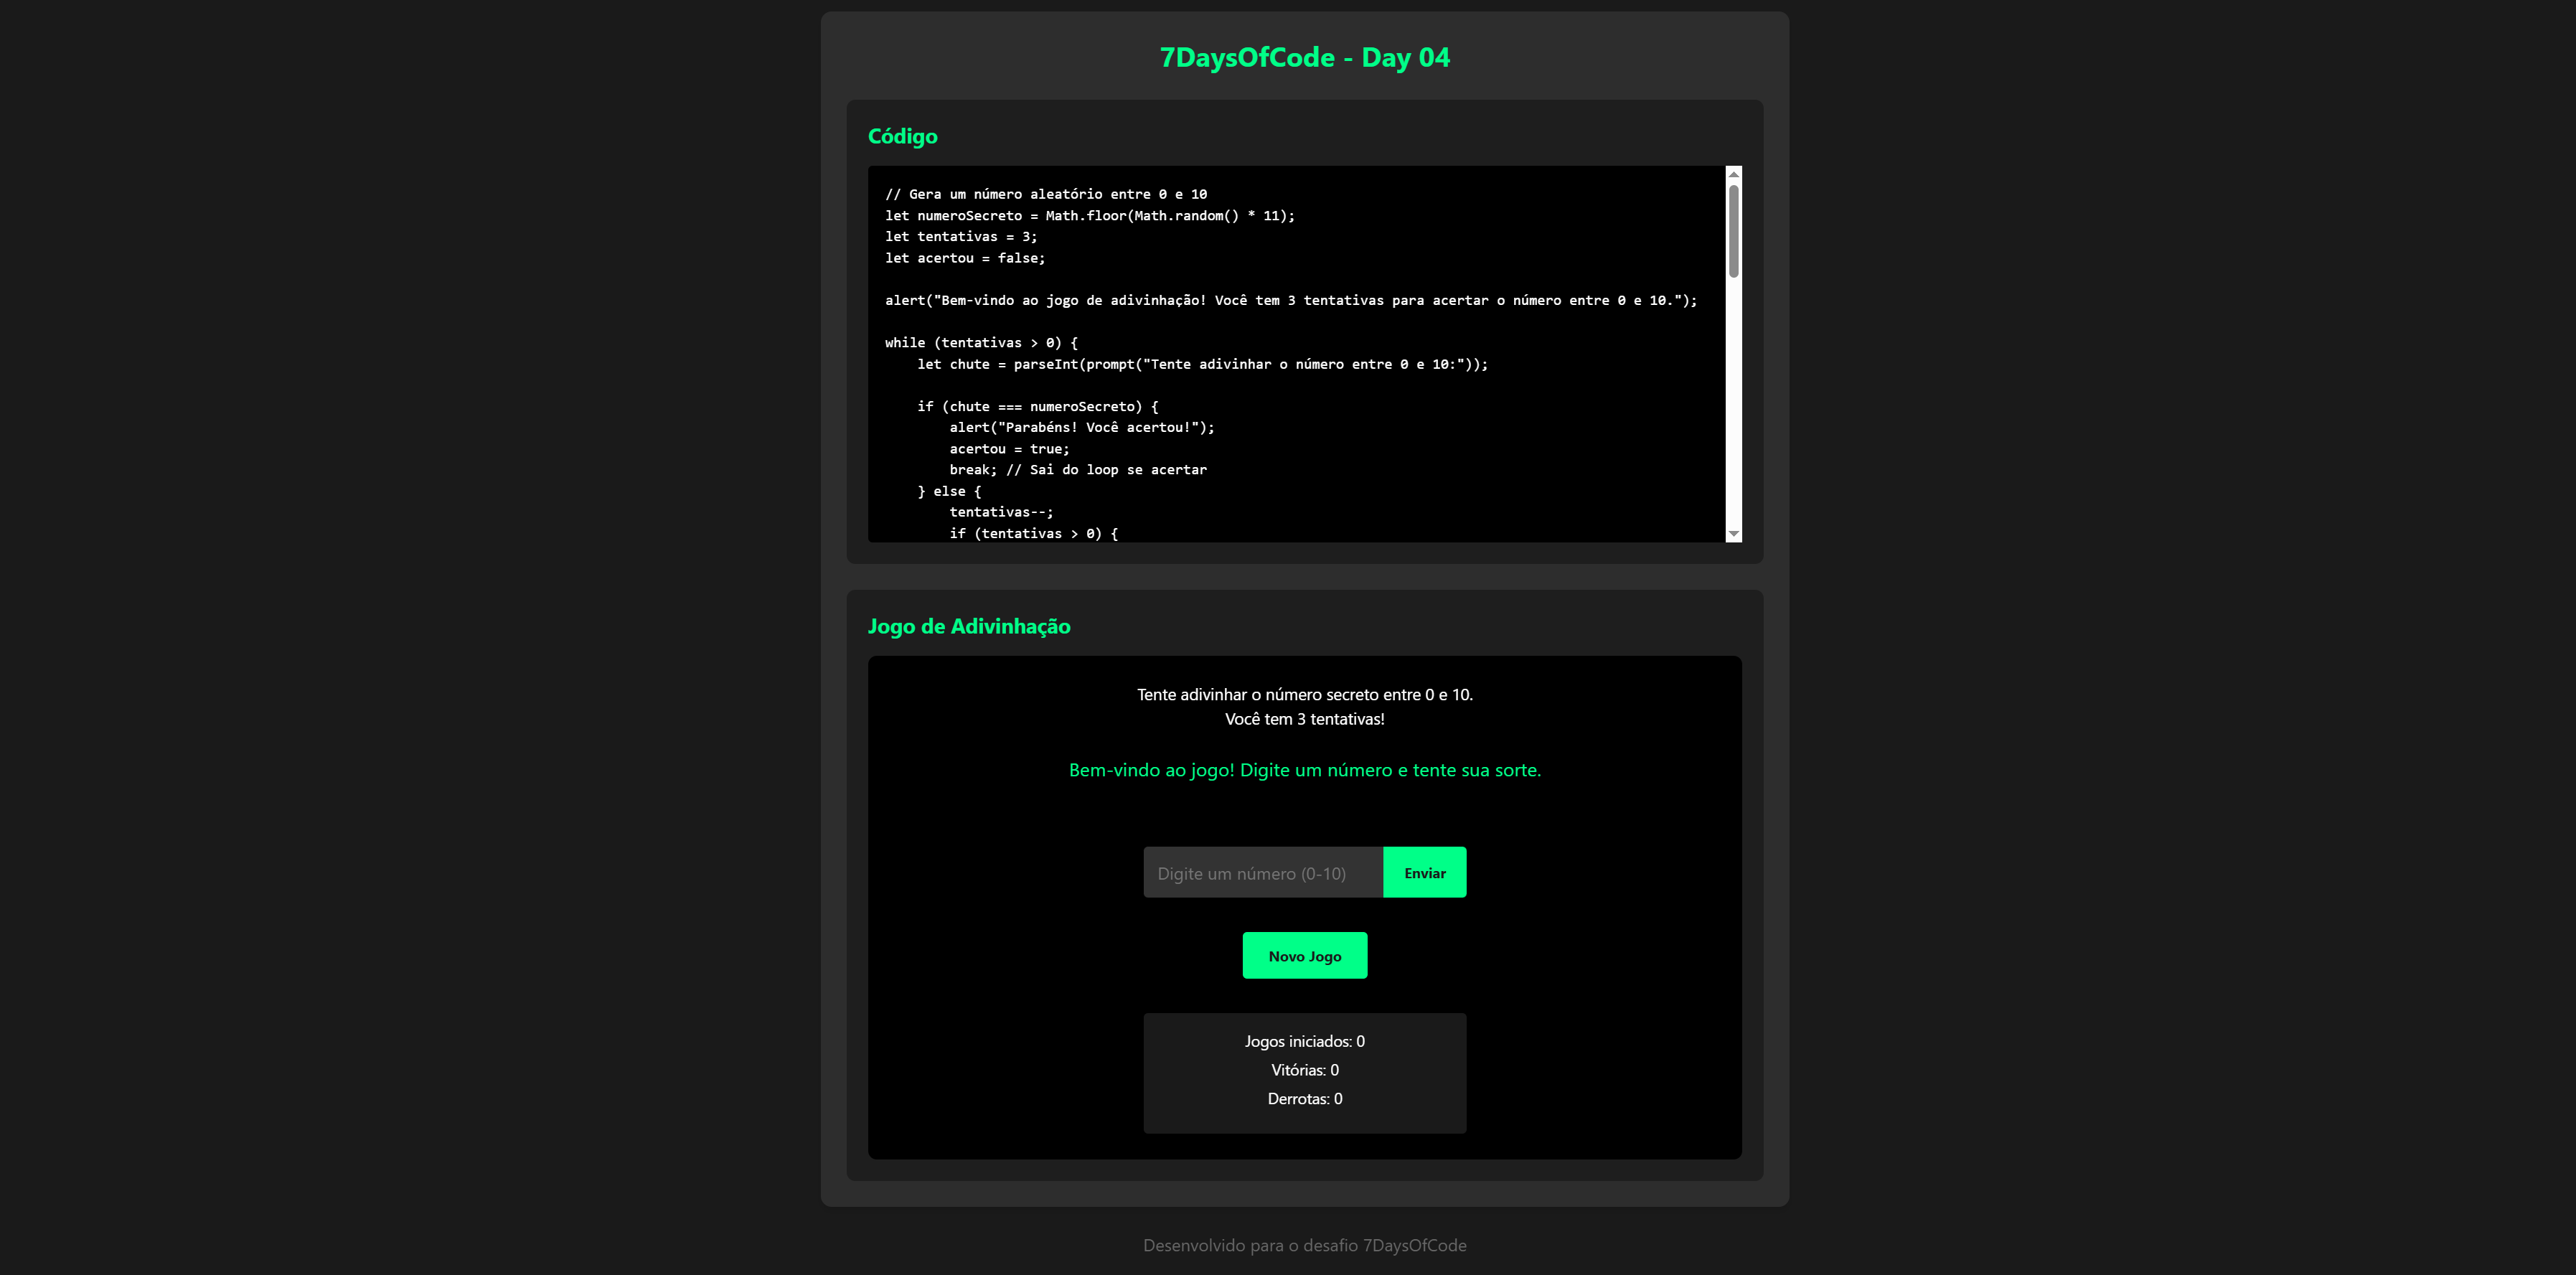 7DaysOfCode - Day 04
Código
// Gera um número aleatório entre 0 e 10
let numeroSecreto = Math.floor(Math.random() * 11);
let tentativas = 3;
let acertou = false;
alert("Bem-vindo ao jogo de adivinhação! Você tem 3 tentativas para acertar o número entre 0 e 10.");
while (tentativas > 0) {
    let chute = parseInt(prompt("Tente adivinhar o número entre 0 e 10:"));
    if (chute === numeroSecreto) {
        alert("Parabéns! Você acertou!");
        acertou = true;
        break; // Sai do loop se acertar
    } else {
        tentativas--;
        if (tentativas > 0) {
Jogo de Adivinhação
Tente adivinhar o número secreto entre 0 e 10.
Você tem 3 tentativas!
Bem-vindo ao jogo! Digite um número e tente sua sorte.
Digite um número (0-10)
Enviar
Novo Jogo
Jogos iniciados: 0
Vitórias: 0
Derrotas: 0
Desenvolvido para o desafio 7DaysOfCode